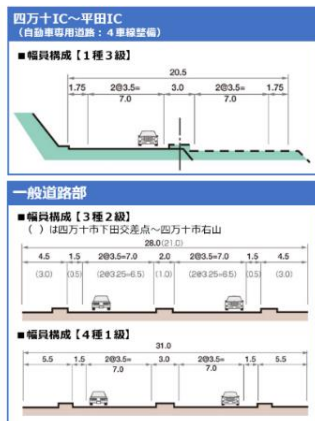 四万十IC～平田IC
（自動車専用道路：４車線整備）
■幅員構成【１種３級】
20.5
1.75 2@3.5= 3.0 2@3.5= 1.75
7.0 7.0
一般道路部
■幅員構成【３種２級】
（ ）は四万十市下田交差点～四万十市右山
28.0(21.0)
4.5 1.5 2@3.5=7.0 2.0 2@3.5=7.0 1.5 4.5
(3.0) (0.5) (2@3.25=6.5) (1.0) (2@3.25=6.5) (0.5) (3.0)
■幅員構成【４種１級】
31.0
5.5 1.5 2@3.5= 3.0 2@3.5= 1.5 5.5
7.0 7.0